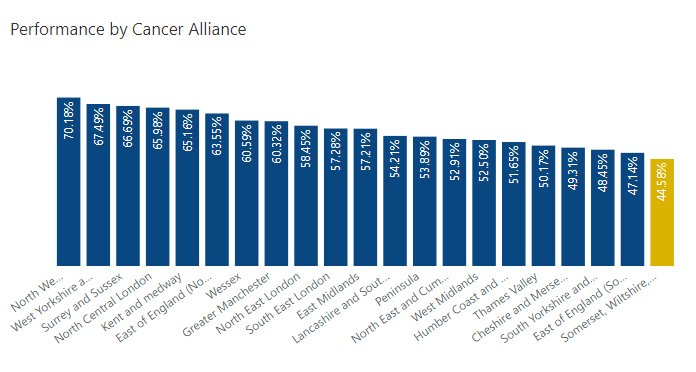 Performance by Cancer Alliance
70.18%
67.49%
66.69%
65.98%
65.16%
63.55%
60.59%
60.32%
58.45%
57.28%
57.21%
54.21%
53.89%
52.91%
52.50%
51.65%
50.17%
49.31%
48.45%
47.14%
44.58%
North We...
West Yorkshire a...
Surrey and Sussex
North Central London
Kent and medway
East of England (No...
Wessex
Greater Manchester
North East London
South East London
East Midlands
Lancashire and Sout...
Peninsula
North East and Cum...
West Midlands
Humber Coast and ...
Thames Valley
Cheshire and Merse...
South Yorkshire and...
East of England (So...
Somerset, Wiltshire,...